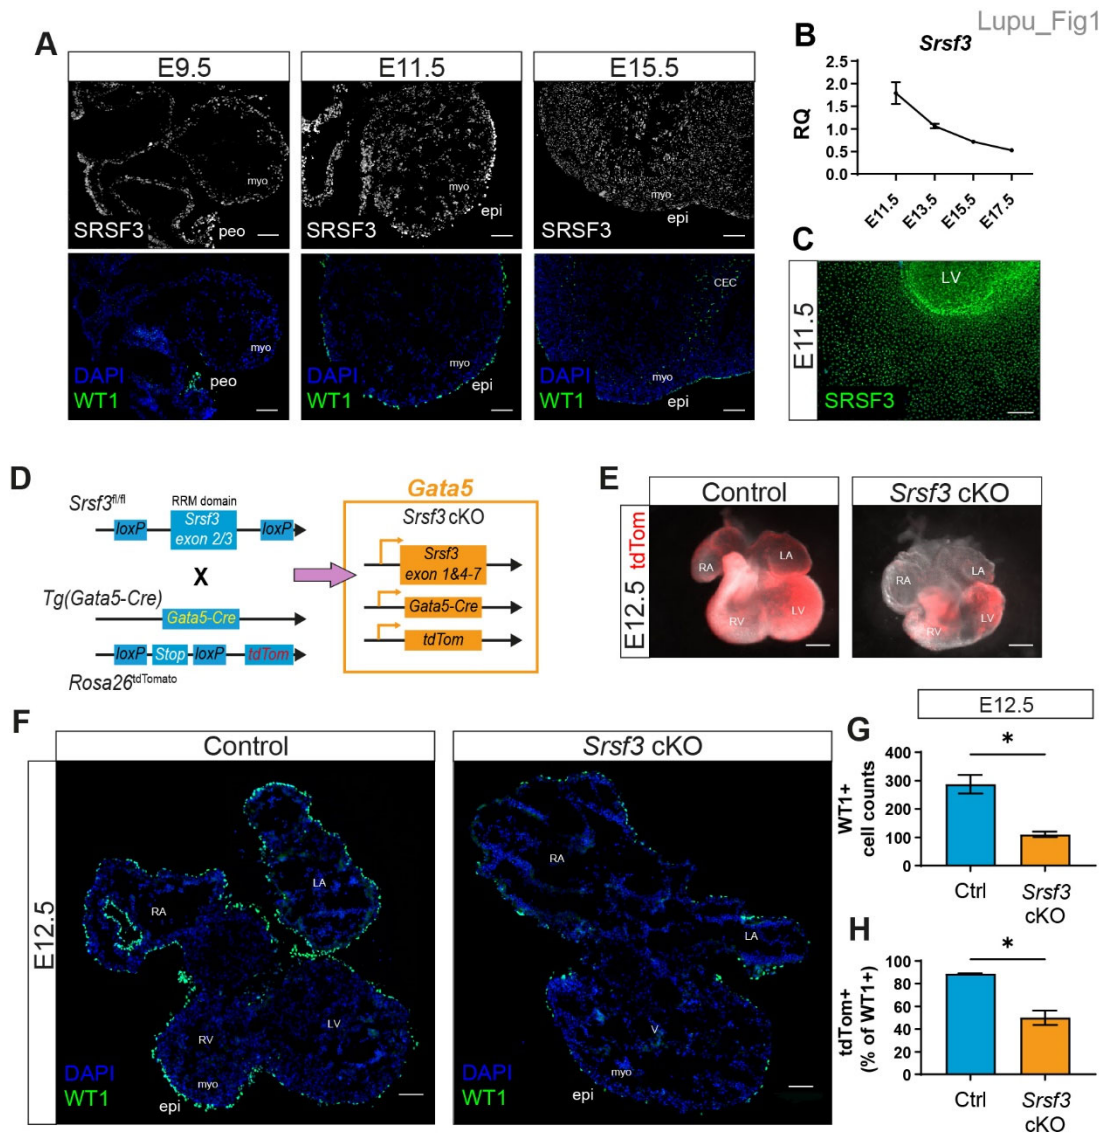 Lupu_Fig1
A
E9.5
E11.5
E15.5
myo
SRSF3
peo
myo
SRSF3
epi
myo
SRSF3
epi
myo
peo
DAPI
WT1
myo
DAPI
WT1
epi
CEC
myo
DAPI
WT1
epi
B
Srsf3
RQ
2.5
2.0
1.5
1.0
0.5
0.0
E11.5
E13.5
E15.5
E17.5
C
E11.5
LV
SRSF3
D
Srsf3fl/fl
RRM domain
loxP
Srsf3
exon 2/3
loxP
X
Tg(Gata5-Cre)
Gata5-Cre
loxP
Stop
loxP
tdTom
Rosa26tdTomato
Gata5
Srsf3 cKO
Srsf3
exon 1&4-7
Gata5-Cre
tdTom
E
Control
Srsf3 cKO
E12.5 tdTom
RA
LA
RV
LV
RA
LA
RV
LV
F
Control
Srsf3 cKO
E12.5
LA
RA
LV
RV
myo
epi
DAPI
WT1
RA
LA
V
myo
epi
DAPI
WT1
E12.5
G
*
WT1+
cell counts
400
300
200
100
0
Ctrl
Srsf3
cKO
H
*
tdTom+
(% of WT1+)
100
80
60
40
20
0
Ctrl
Srsf3
cKO